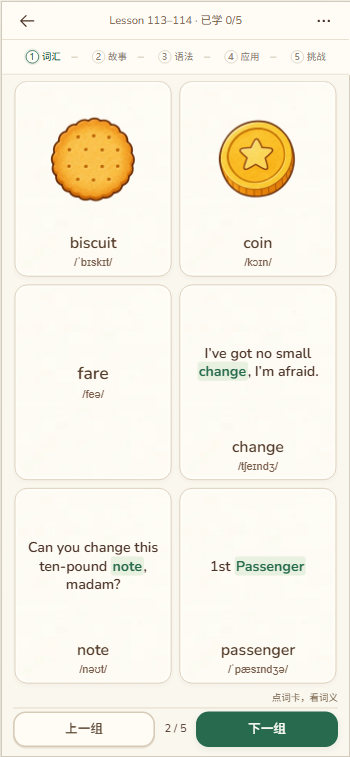 Lesson 113–114 · 已学 0/5
1 词汇 — 2 故事 — 3 语法 — 4 应用 — 5 挑战
biscuit
/ˈbɪskɪt/
coin
/kɔɪn/
fare
/feə/
I've got no small
change, I'm afraid.
change
/tʃeɪndʒ/
Can you change this
ten-pound note,
madam?
note
/nəʊt/
1st Passenger
passenger
/ˈpæsɪndʒə/
点词卡，看词义
上一组
2 / 5
下一组